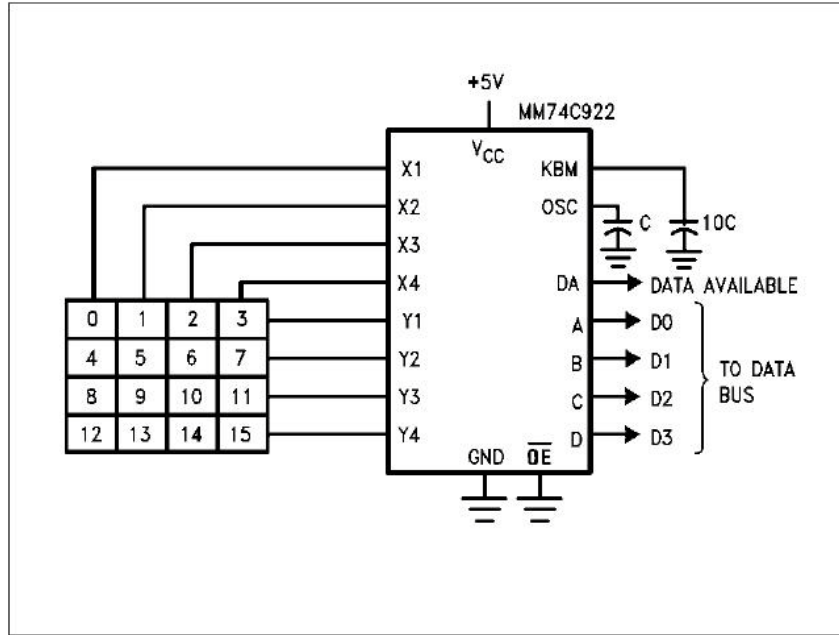 +5V
MM74C922
VCC
X1
KBM
X2
OSC
C
10C
X3
X4
DA
DATA AVAILABLE
0 1 2 3
Y1
A
D0
4 5 6 7
Y2
B
D1
TO DATA
BUS
8 9 10 11
Y3
C
D2
12 13 14 15
Y4
D
D3
GND
OE